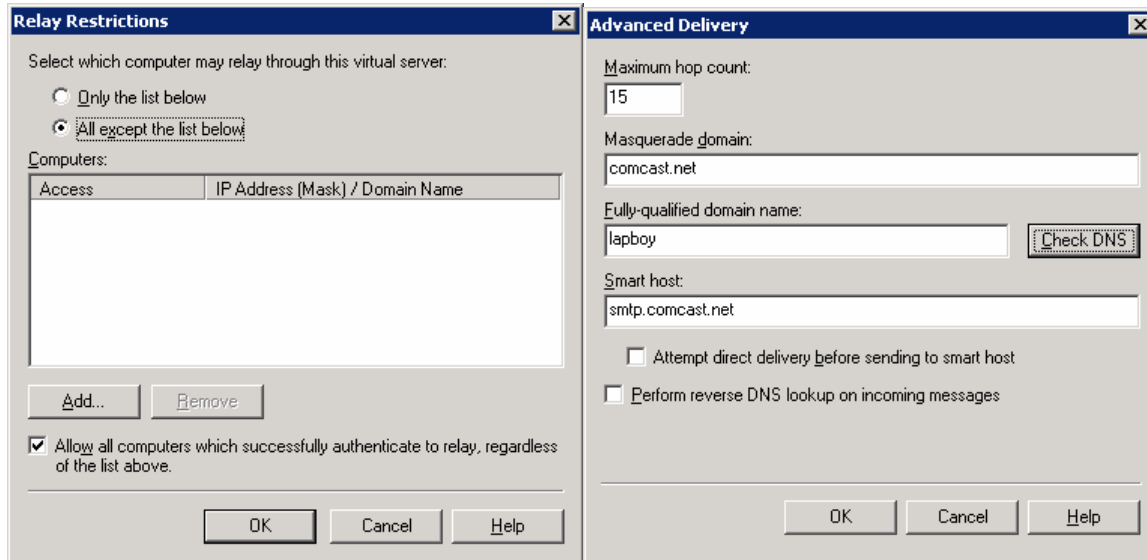 Relay Restrictions
Select which computer may relay through this virtual server:
Only the list below
All except the list below
Computers:
Access IP Address (Mask) / Domain Name
Add... Remove
Allow all computers which successfully authenticate to relay, regardless
of the list above.
OK Cancel Help
Advanced Delivery
Maximum hop count:
15
Masquerade domain:
comcast.net
Fully-qualified domain name:
lapboy Check DNS
Smart host:
smtp.comcast.net
Attempt direct delivery before sending to smart host
Perform reverse DNS lookup on incoming messages
OK Cancel Help